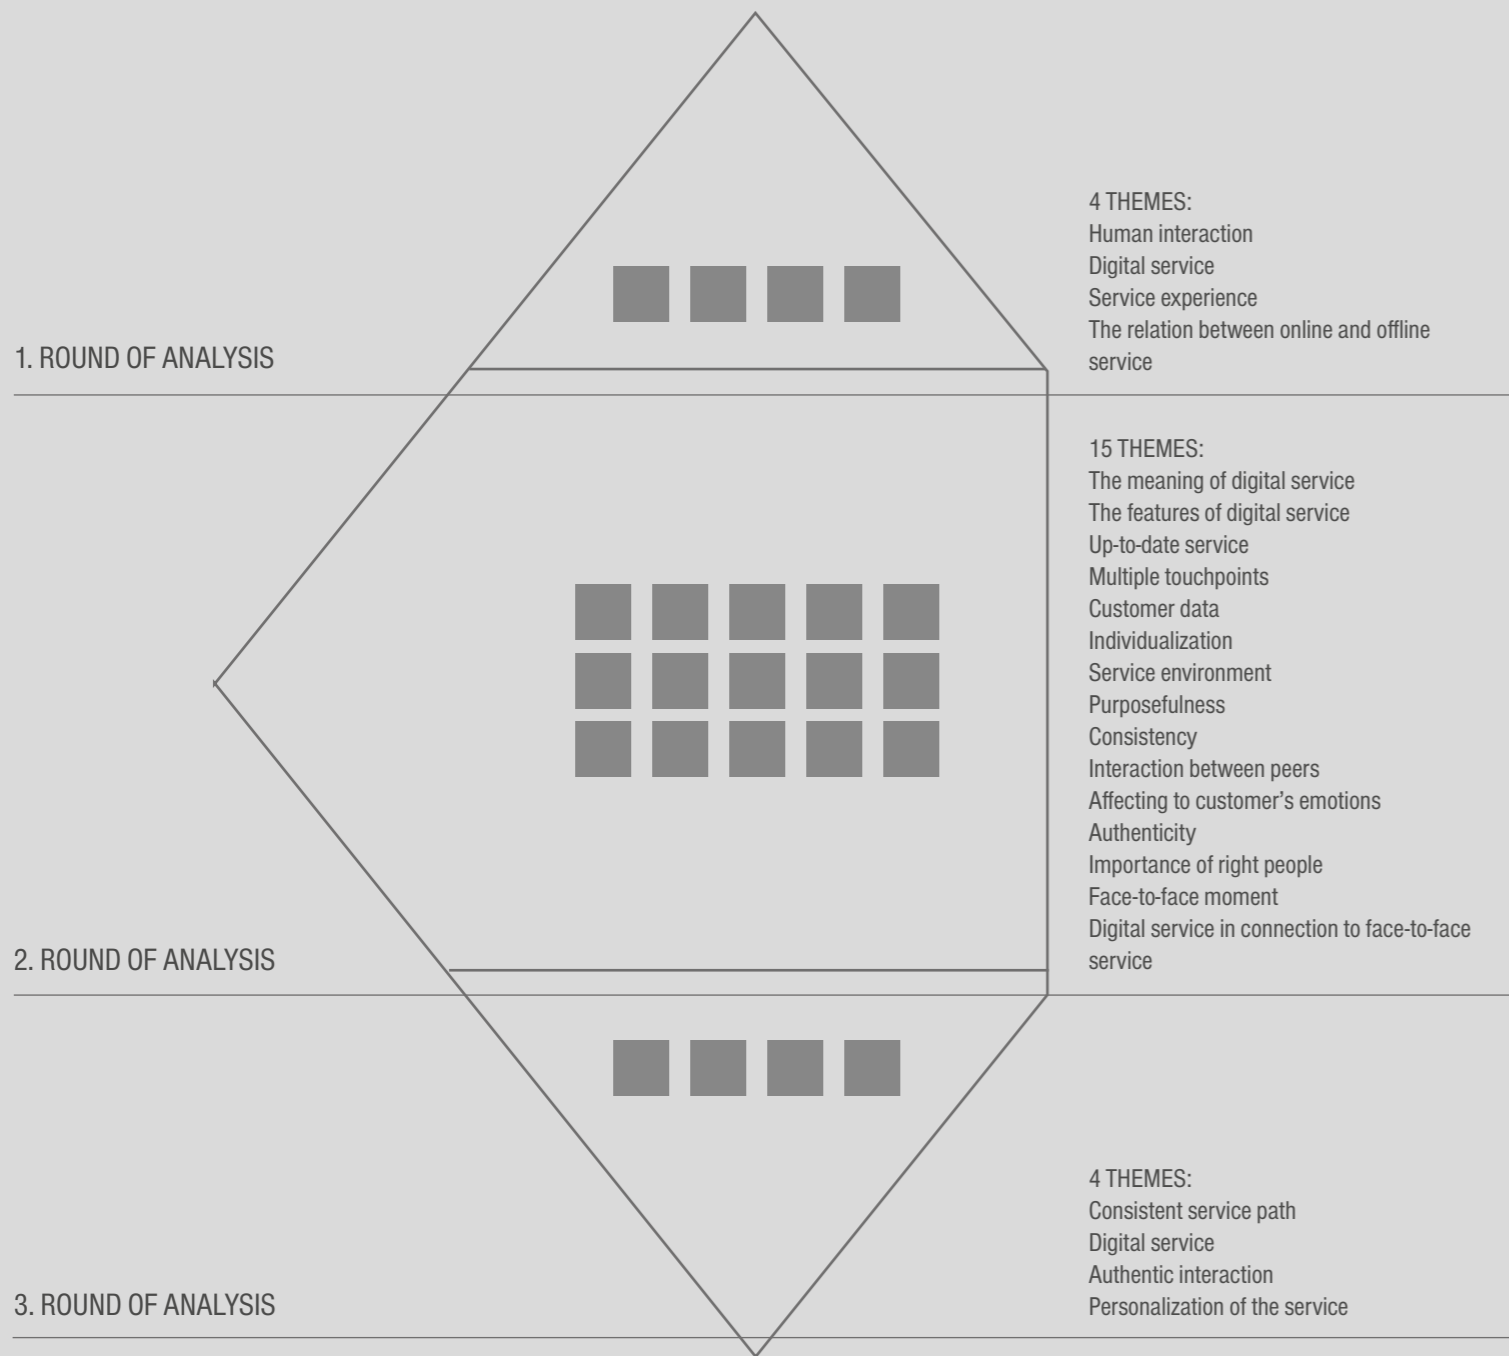 4 THEMES:
Human interaction
Digital service
Service experience
The relation between online and offline
service
1. ROUND OF ANALYSIS
15 THEMES:
The meaning of digital service
The features of digital service
Up-to-date service
Multiple touchpoints
Customer data
Individualization
Service environment
Purposefulness
Consistency
Interaction between peers
Affecting to customer’s emotions
Authenticity
Importance of right people
Face-to-face moment
Digital service in connection to face-to-face
service
2. ROUND OF ANALYSIS
4 THEMES:
Consistent service path
Digital service
Authentic interaction
Personalization of the service
3. ROUND OF ANALYSIS